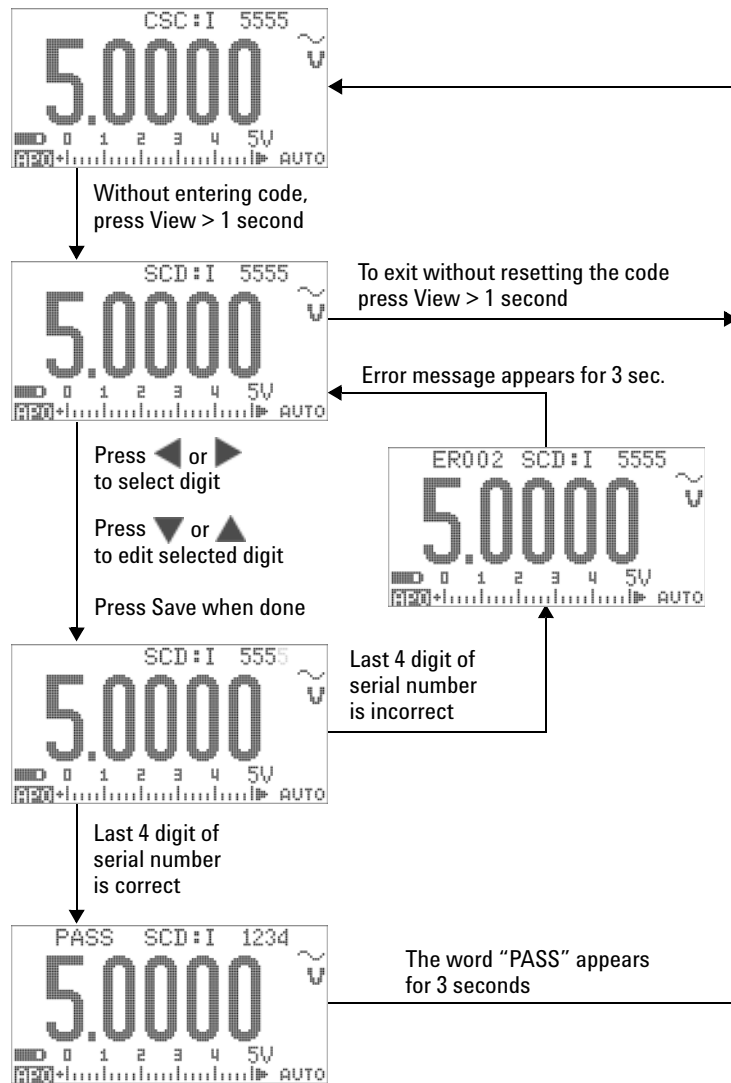 CSC:I 5555
5.0000
V
0 1 2 3 4 5V
APO AUTO
Without entering code,
press View > 1 second
SCD:I 5555
5.0000
V
0 1 2 3 4 5V
APO AUTO
To exit without resetting the code
press View > 1 second
Error message appears for 3 sec.
Press or
to select digit
Press or
to edit selected digit
Press Save when done
ER002 SCD:I 5555
5.0000
V
0 1 2 3 4 5V
APO AUTO
SCD:I 5555
5.0000
V
0 1 2 3 4 5V
APO AUTO
Last 4 digit of
serial number
is incorrect
Last 4 digit of
serial number
is correct
PASS SCD:I 1234
5.0000
V
0 1 2 3 4 5V
APO AUTO
The word “PASS” appears
for 3 seconds